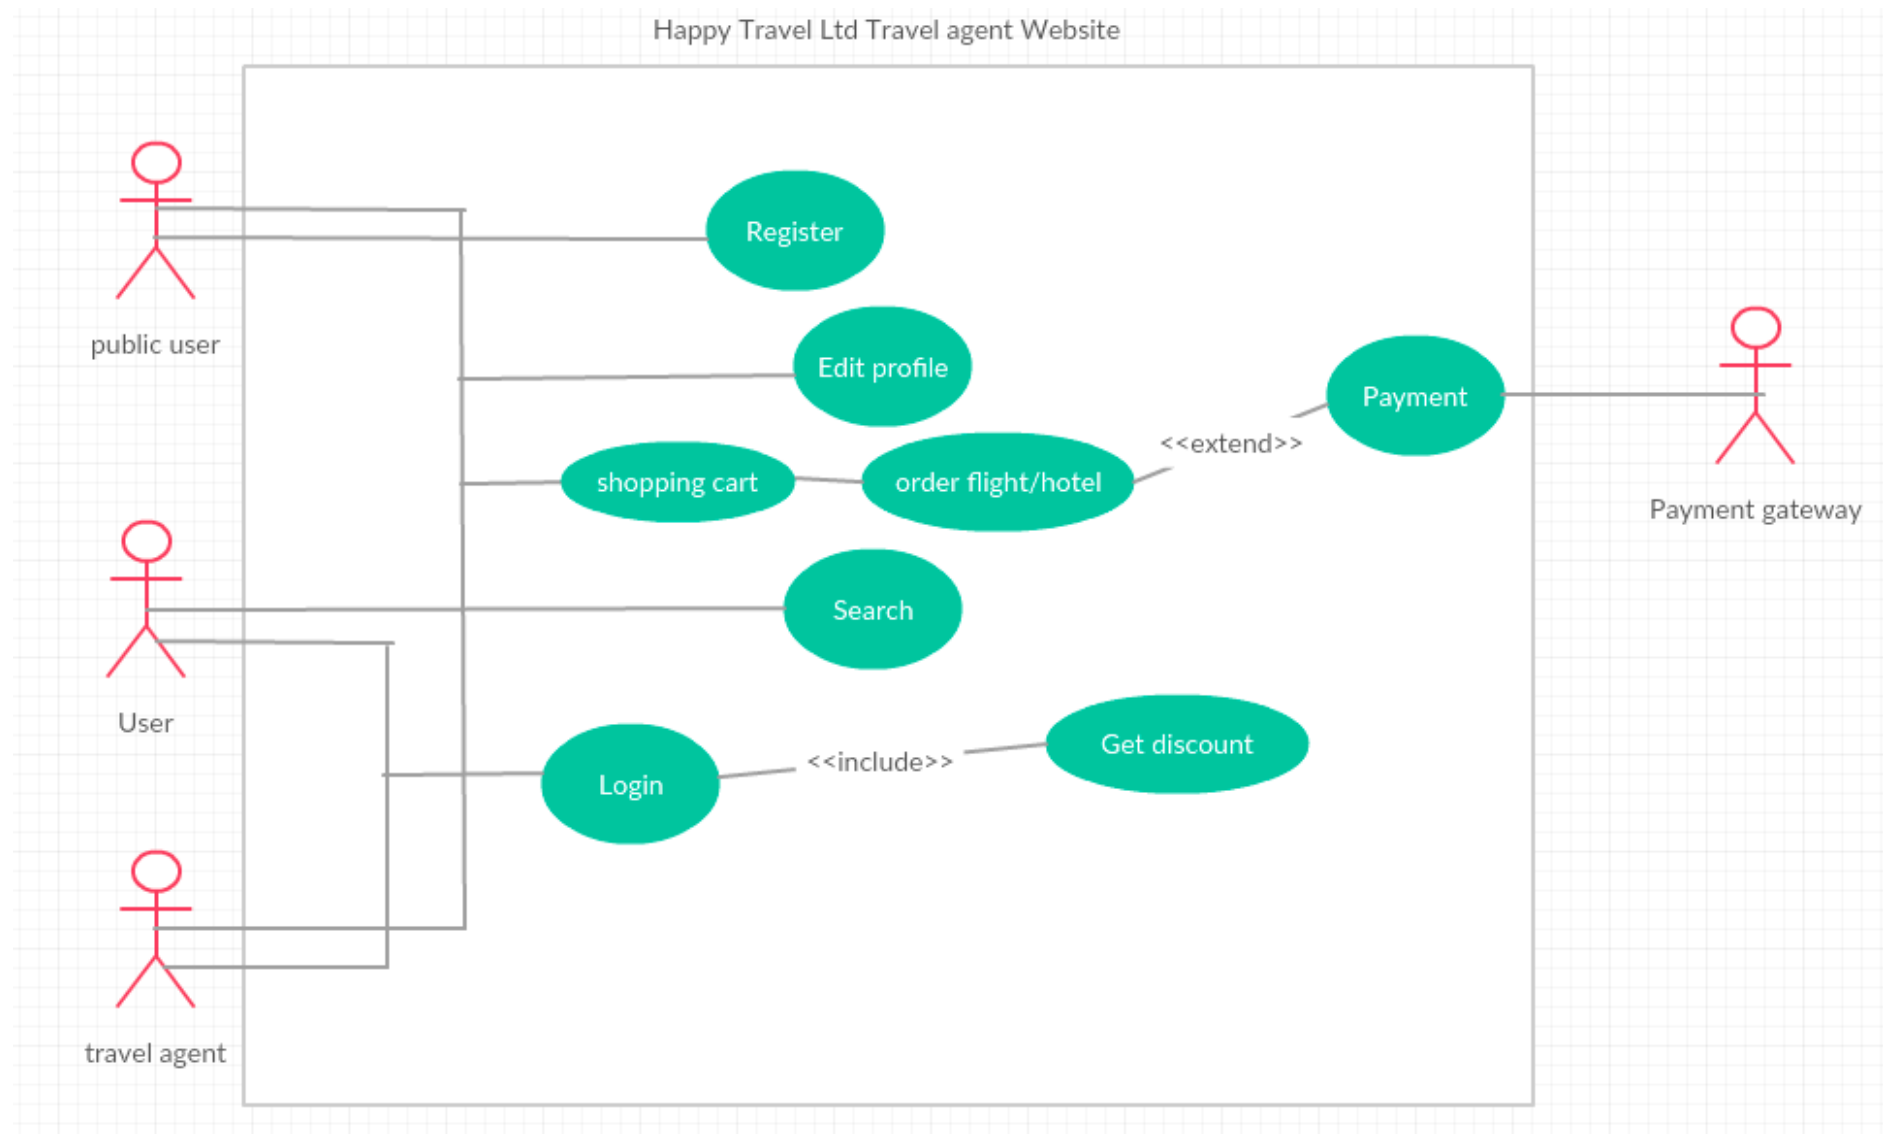 Happy Travel Ltd Travel agent Website
Register
public user
Edit profile
Payment
<<extend>>
shopping cart
order flight/hotel
Payment gateway
Search
User
Get discount
<<include>>
Login
travel agent